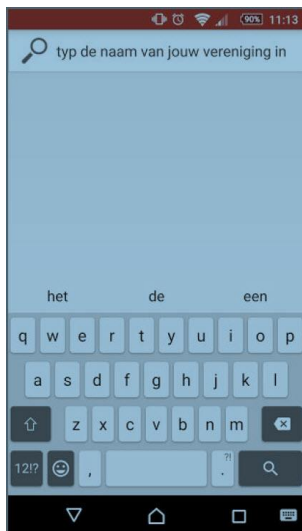 90% 11:13
typ de naam van jouw vereniging in
het de een
q w e r t y u i o p
a s d f g h j k l
z x c v b n m
12!? , ?! .